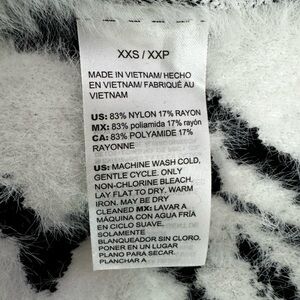 XXS / XXP
MADE IN VIETNAM/ HECHO
EN VIETNAM/ FABRIQUÉ AU
VIETNAM
US: 83% NYLON 17% RAYON
MX: 83% poliamida 17% rayón
CA: 83% POLYAMIDE 17%
RAYONNE
US: MACHINE WASH COLD,
GENTLE CYCLE. ONLY
NON-CHLORINE BLEACH.
LAY FLAT TO DRY. WARM
IRON. MAY BE DRY
CLEANED MX: LAVAR A
MÁQUINA CON AGUA FRÍA
EN CICLO SUAVE.
SOLAMENTE
BLANQUEADOR SIN CLORO.
PONER EN UN LUGAR
PLANO PARA SECAR.
PLANCHAR A